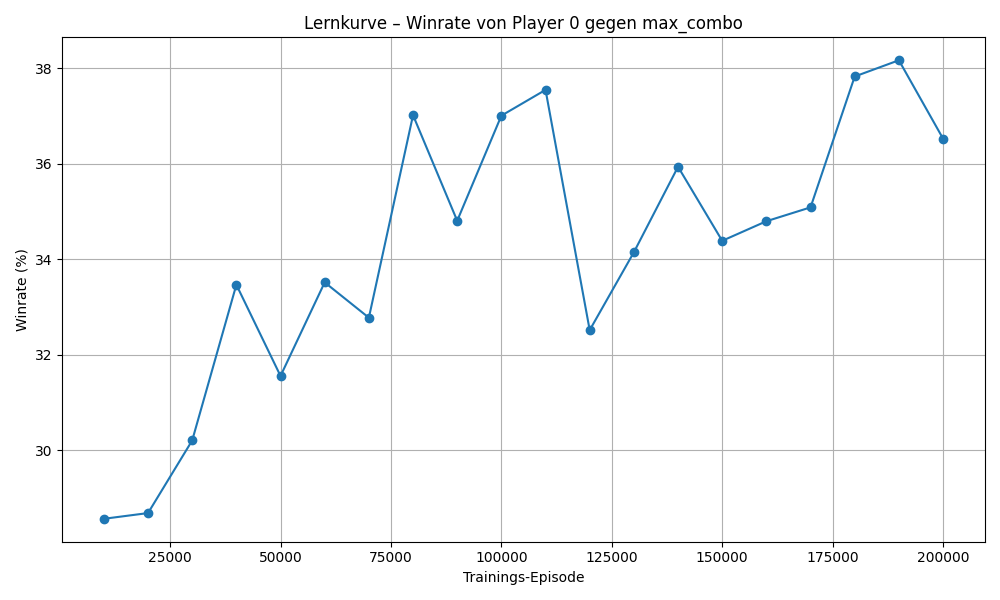 Lernkurve – Winrate von Player 0 gegen max_combo
Winrate (%)
38
36
34
32
30
25000 50000 75000 100000 125000 150000 175000 200000
Trainings-Episode